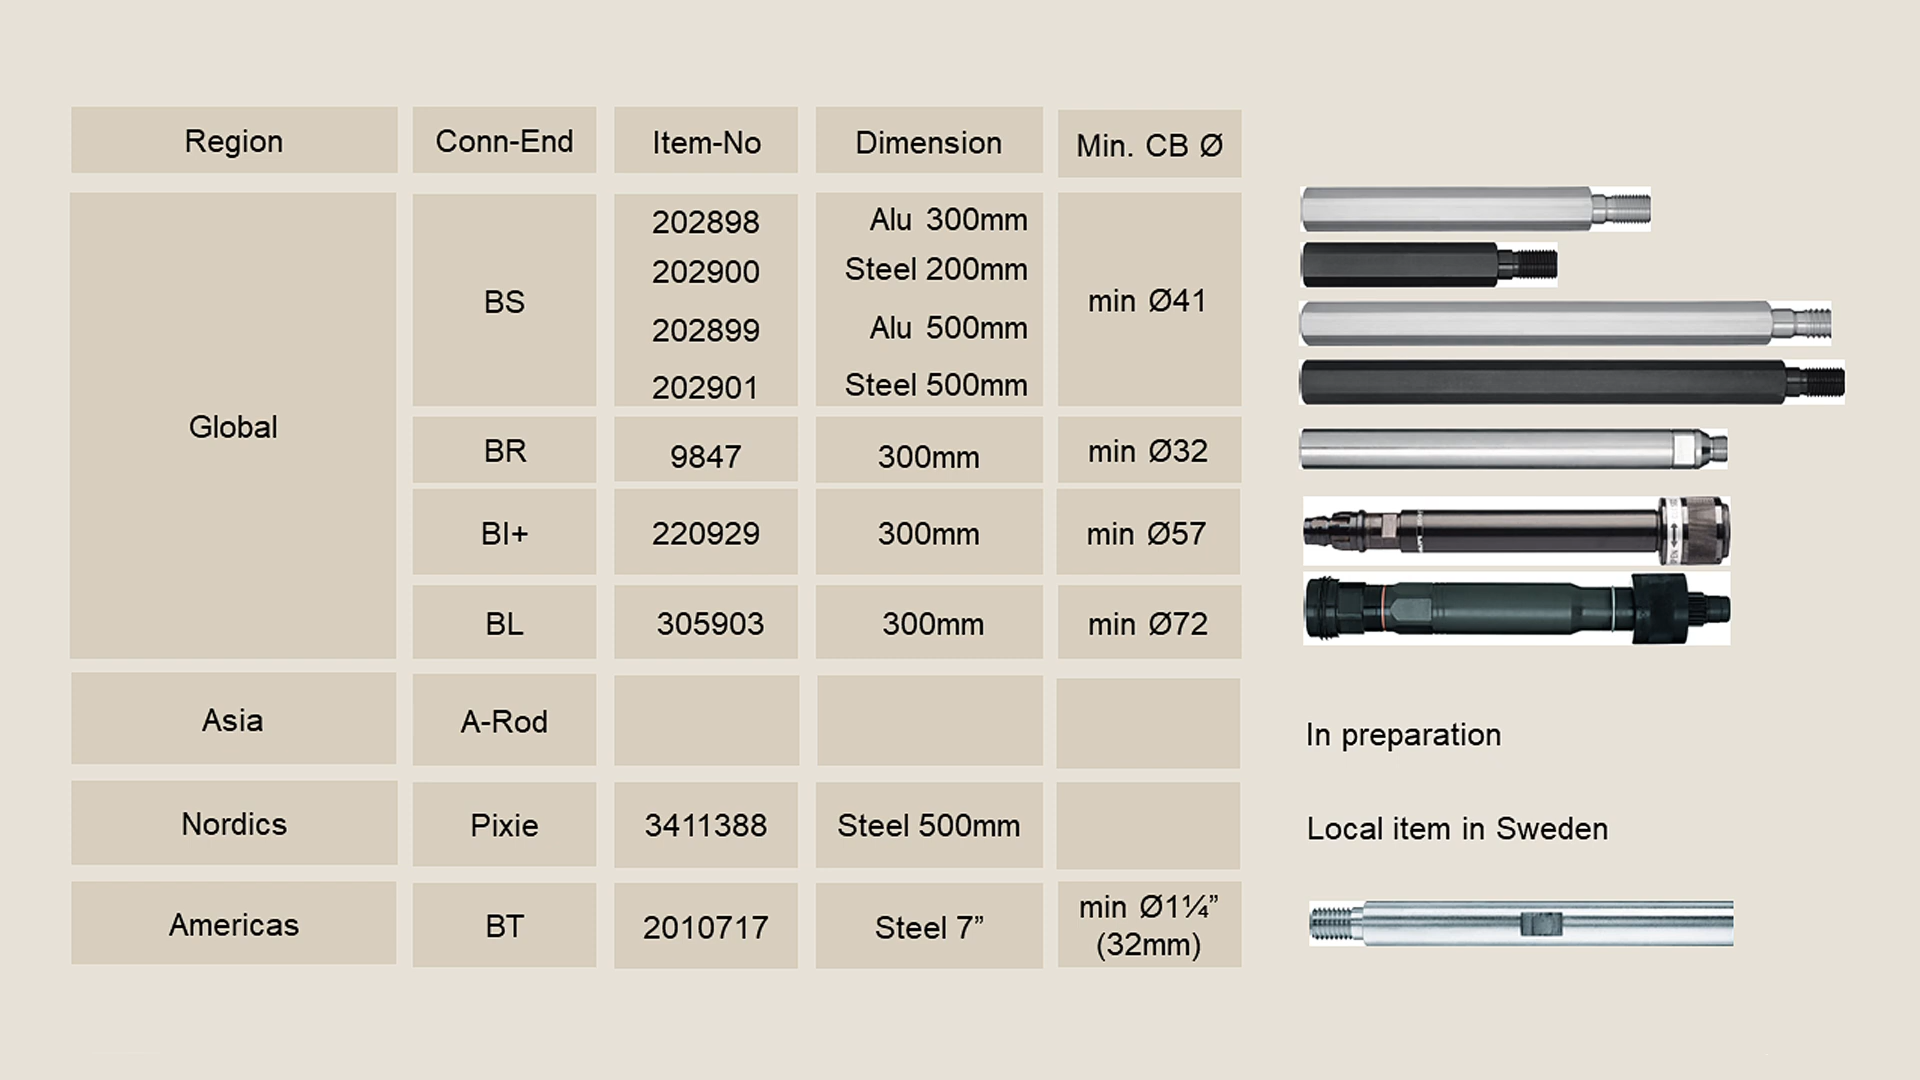 Region Conn-End Item-No Dimension Min. CB Ø
Global
BS
202898 Alu 300mm
202900 Steel 200mm
202899 Alu 500mm
202901 Steel 500mm
min Ø41
BR 9847 300mm min Ø32
BI+ 220929 300mm min Ø57
BL 305903 300mm min Ø72
Asia A-Rod In preparation
Nordics Pixie 3411388 Steel 500mm Local item in Sweden
Americas BT 2010717 Steel 7”
min Ø1¼”
(32mm)